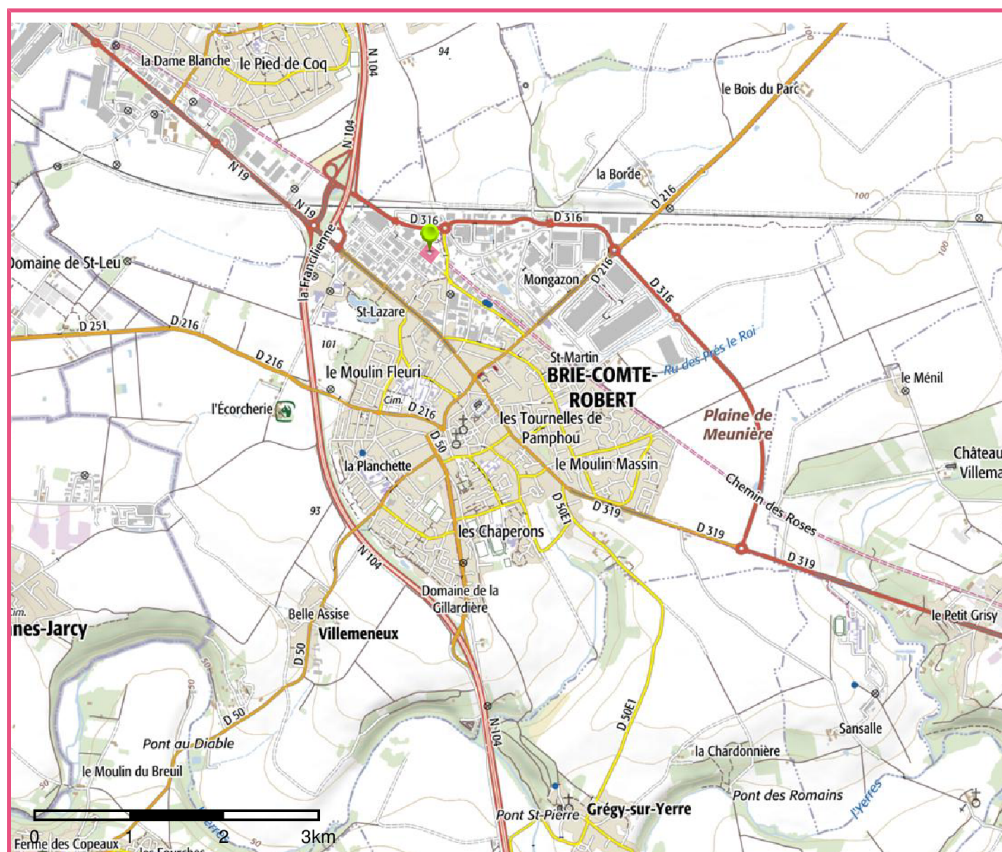 la Dame Blanche
le Pied de Coq
N 104
94
100
le Bois du Parc
N 19
N 104
la Borde
D 216
100
N 19
D 316
D 316
la Francilienne
Domaine de St-Leu
Mongazon
D 216
D 316
100
St-Lazare
D 251
D 216
101
St-Martin
Ru des Prés le Roi
le Moulin Fleuri
BRIE-COMTE-
ROBERT
le Ménil
Cim.
D 216
l'Écorcherie
les Tournelles de
Pamphou
Plaine de
Meunière
D 50
la Planchette
le Moulin Massin
Château
Villema
Chemin des Roses
93
D 50E1
D 319
les Chaperons
D 319
D 319
N 104
Domaine de la
Gillardière
Cim.
Belle Assise
Villemeneux
nes-Jarcy
le Petit Grisy
D 50
D 50
D 50E1
N 104
Sansalle
Pont au Diable
la Chardonnière
le Moulin du Breuil
50
Pont des Romains
l'Yerres
Pont St-Pierre
Grégy-sur-Yerre
0 1 2 3km
Ferme des Copeaux
50